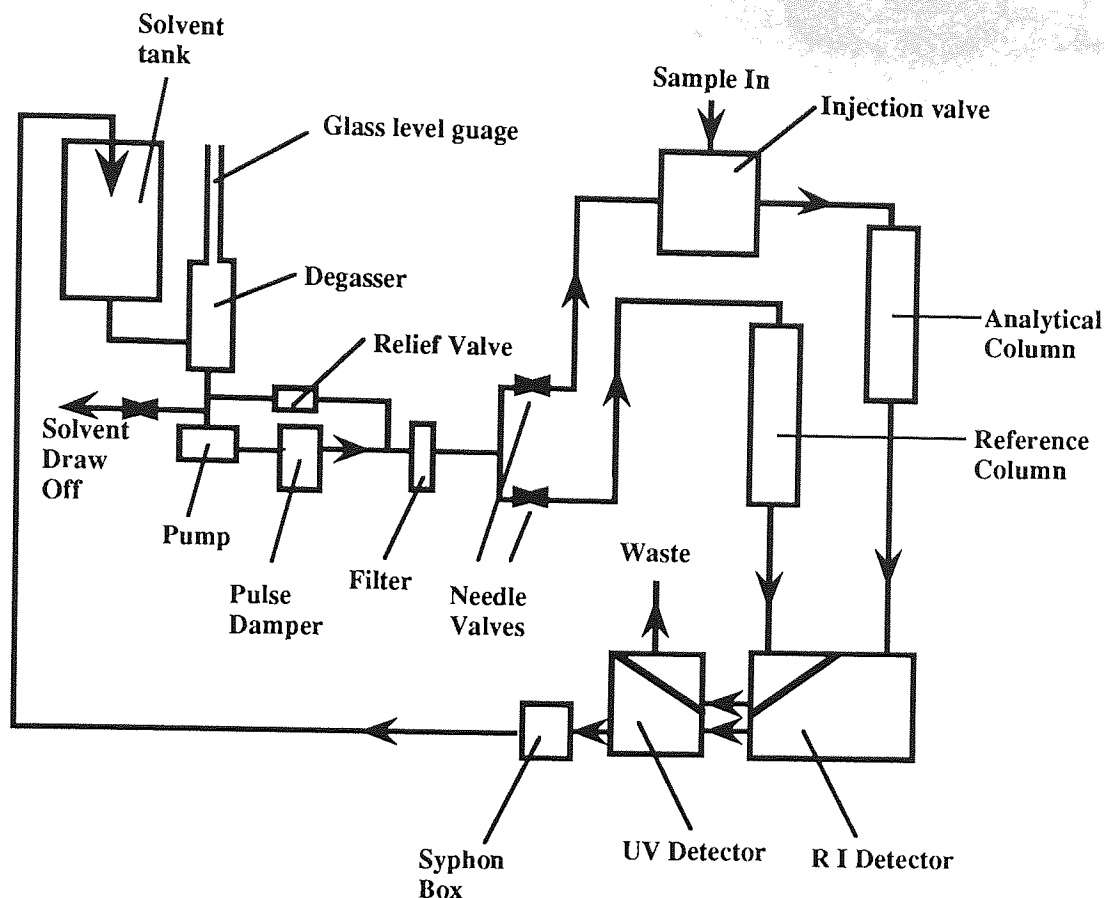 Solvent
tank
Sample In
Injection valve
Glass level guage
Degasser
Relief Valve
Analytical
Column
Solvent
Draw
Off
Reference
Column
Pump
Pulse
Damper
Filter
Needle
Valves
Waste
Syphon
Box
UV Detector
R I Detector